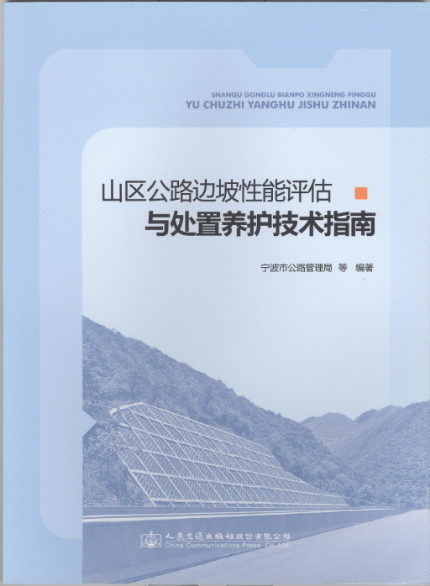 SHANQU GONGLU BIANPO XINGNENG PINGGU
YU CHUZHI YANGHU JISHU ZHINAN
山区公路边坡性能评估
与处置养护技术指南
宁波市公路管理局 等 编著
人民交通出版社股份有限公司
China Communications Press Co.,Ltd.